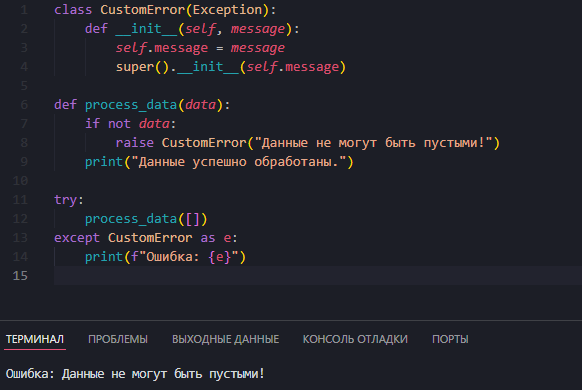 1 class CustomError(Exception):
2     def __init__(self, message):
3         self.message = message
4         super().__init__(self.message)
5
6 def process_data(data):
7     if not data:
8         raise CustomError("Данные не могут быть пустыми!")
9     print("Данные успешно обработаны.")
10
11 try:
12     process_data([])
13 except CustomError as e:
14     print(f"Ошибка: {e}")
15
ТЕРМИНАЛ ПРОБЛЕМЫ ВЫХОДНЫЕ ДАННЫЕ КОНСОЛЬ ОТЛАДКИ ПОРТЫ
Ошибка: Данные не могут быть пустыми!